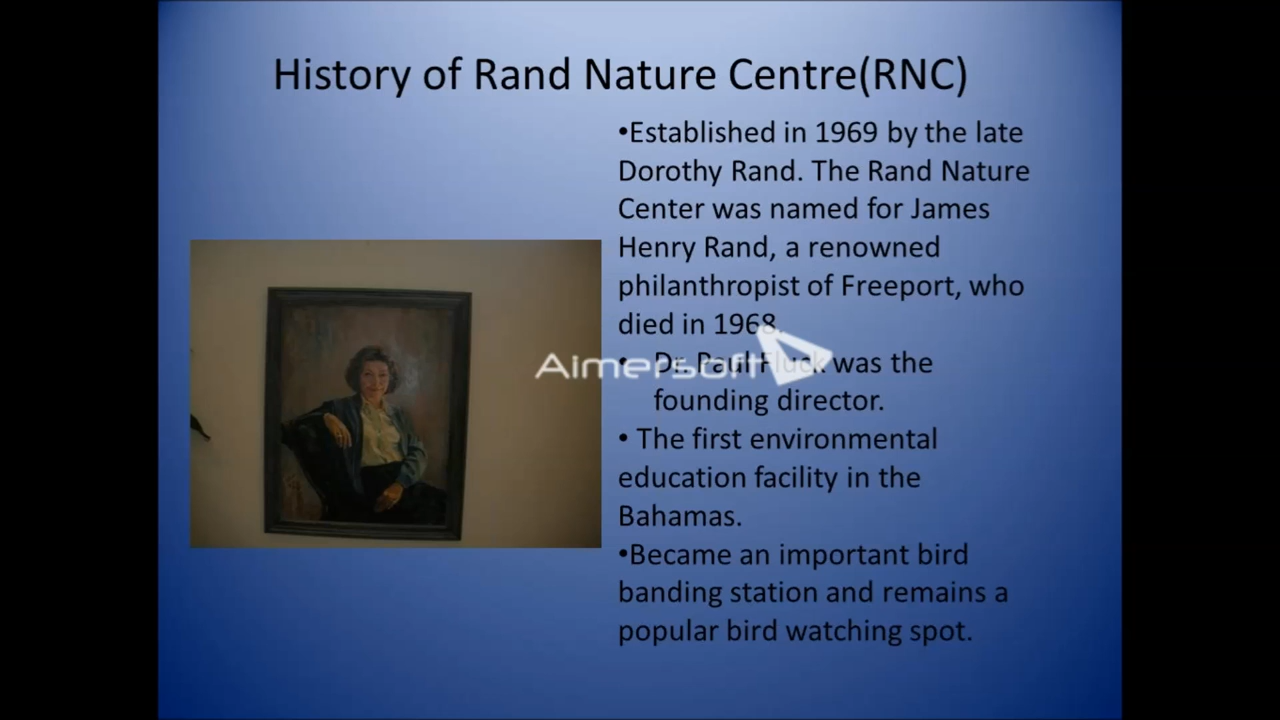 History of Rand Nature Centre(RNC)
•Established in 1969 by the late
Dorothy Rand. The Rand Nature
Center was named for James
Henry Rand, a renowned
philanthropist of Freeport, who
died in 1968.
• Dr. Paul Fluck was the
founding director.
• The first environmental
education facility in the
Bahamas.
•Became an important bird
banding station and remains a
popular bird watching spot.
Aimersoft